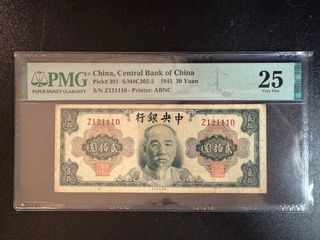 PMG
PAPER MONEY GUARANTY
China, Central Bank of China
Pick# 391 S/M#C302-5 1945 20 Yuan
S/N Z121110 - Printer: ABNC
25
Very Fine
行銀央中
Z121110
Z121110
圓拾貳
圓拾貳